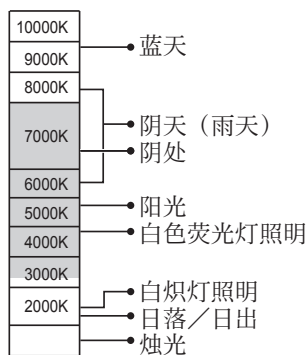 10000K
蓝天
9000K
8000K
阴天（雨天）
7000K
阴处
6000K
阳光
5000K
白色荧光灯照明
4000K
3000K
白炽灯照明
2000K
日落／日出
烛光